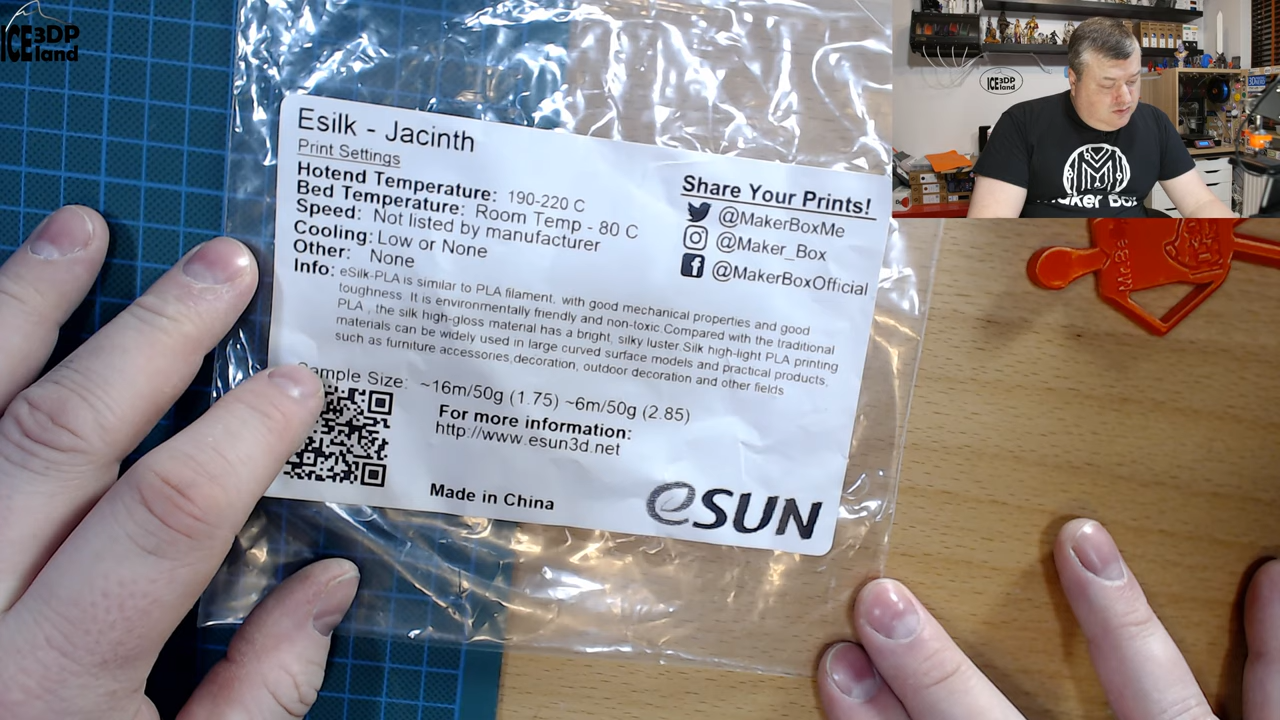 ICE 3DP land
Esilk - Jacinth
Print Settings
Hotend Temperature: 190-220 C
Bed Temperature: Room Temp - 80 C
Speed: Not listed by manufacturer
Cooling: Low or None
Other: None
Info: eSilk-PLA is similar to PLA filament, with good mechanical properties and good
toughness. It is environmentally friendly and non-toxic.Compared with the traditional
PLA , the silk high-gloss material has a bright, silky luster.Silk high-light PLA printing
materials can be widely used in large curved surface models and practical products,
such as furniture accessories,decoration, outdoor decoration and other fields
Share Your Prints!
@MakerBoxMe
@Maker_Box
@MakerBoxOfficial
Sample Size: ~16m/50g (1.75) ~6m/50g (2.85)
For more information:
http://www.esun3d.net
Made in China
eSUN
ICE 3DP land
Maker Box